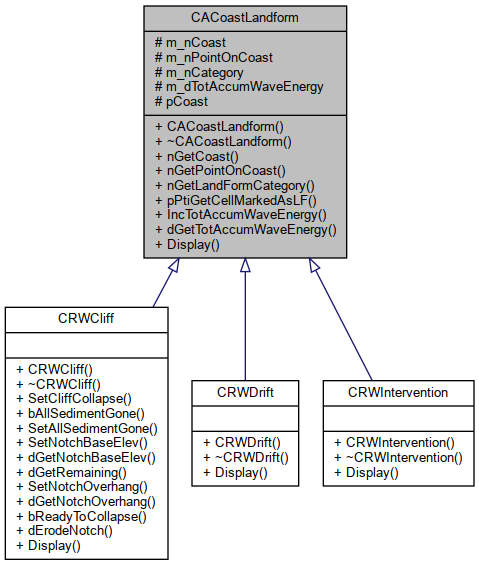 CACoastLandform
# m_nCoast
# m_nPointOnCoast
# m_nCategory
# m_dTotAccumWaveEnergy
# pCoast
+ CACoastLandform()
+ ~CACoastLandform()
+ nGetCoast()
+ nGetPointOnCoast()
+ nGetLandFormCategory()
+ pPtiGetCellMarkedAsLF()
+ IncTotAccumWaveEnergy()
+ dGetTotAccumWaveEnergy()
+ Display()
CRWCliff
+ CRWCliff()
+ ~CRWCliff()
+ SetCliffCollapse()
+ bAllSedimentGone()
+ SetAllSedimentGone()
+ SetNotchBaseElev()
+ dGetNotchBaseElev()
+ dGetRemaining()
+ SetNotchOverhang()
+ dGetNotchOverhang()
+ bReadyToCollapse()
+ dErodeNotch()
+ Display()
CRWDrift
+ CRWDrift()
+ ~CRWDrift()
+ Display()
CRWIntervention
+ CRWIntervention()
+ ~CRWIntervention()
+ Display()